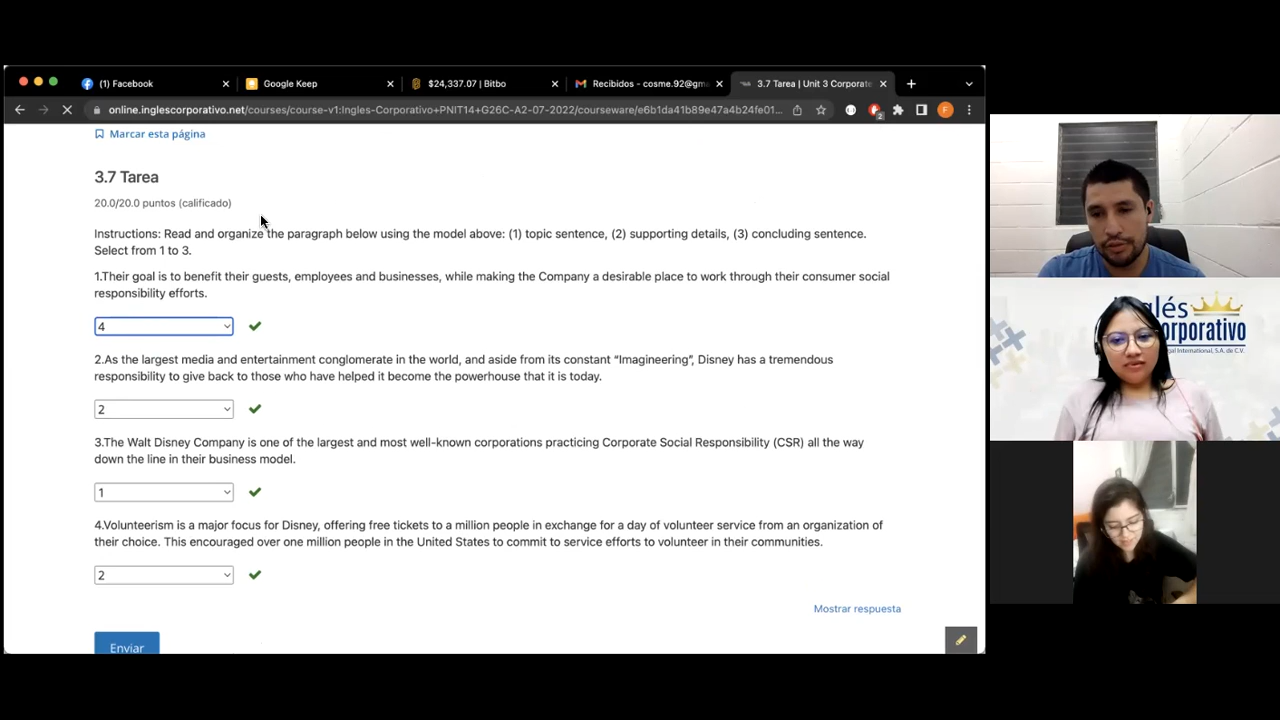 (1) Facebook
Google Keep
$24,337.07 | Bitbo
Recibidos - cosme.92@gm
3.7 Tarea | Unit 3 Corporate
online.inglescorporativo.net/courses/course-v1:Ingles-Corporativo+PNIT14+G26C-A2-07-2022/courseware/e6b1da41b89e47a4b24fe01...
2
F
Marcar esta página
3.7 Tarea
20.0/20.0 puntos (calificado)
Instructions: Read and organize the paragraph below using the model above: (1) topic sentence, (2) supporting details, (3) concluding sentence.
Select from 1 to 3.
1.Their goal is to benefit their guests, employees and businesses, while making the Company a desirable place to work through their consumer social
responsibility efforts.
4
2.As the largest media and entertainment conglomerate in the world, and aside from its constant “Imagineering”, Disney has a tremendous
responsibility to give back to those who have helped it become the powerhouse that it is today.
2
3.The Walt Disney Company is one of the largest and most well-known corporations practicing Corporate Social Responsibility (CSR) all the way
down the line in their business model.
1
4.Volunteerism is a major focus for Disney, offering free tickets to a million people in exchange for a day of volunteer service from an organization of
their choice. This encouraged over one million people in the United States to commit to service efforts to volunteer in their communities.
2
Mostrar respuesta
Enviar
glés
orporativo
International, S.A. de C.V.